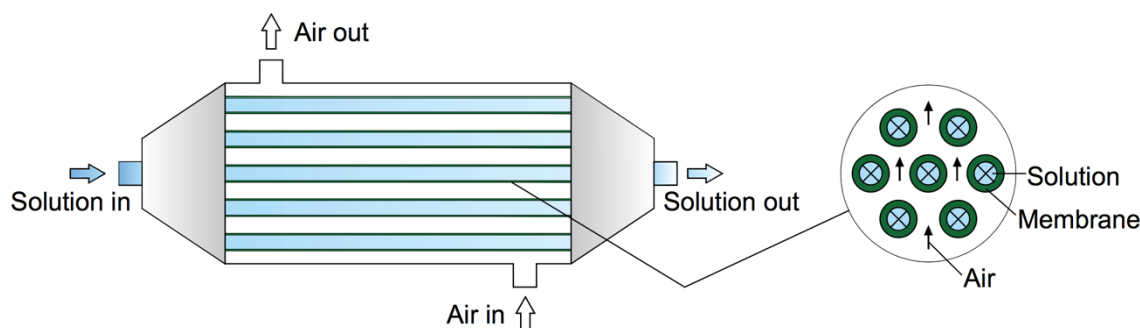 Air out
Solution in
Solution out
Air in
Solution
Membrane
Air